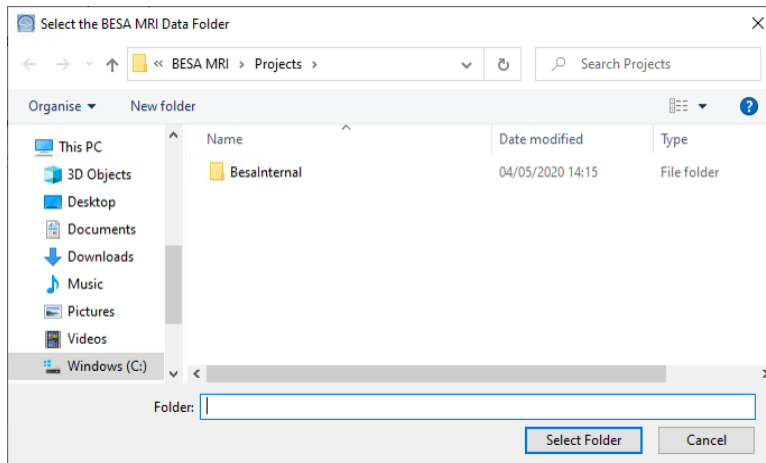 Select the BESA MRI Data Folder
« BESA MRI > Projects >
Search Projects
Organise
New folder
Name
Date modified
Type
This PC
3D Objects
Desktop
Documents
Downloads
Music
Pictures
Videos
Windows (C:)
BesaInternal
04/05/2020 14:15
File folder
Folder:
Select Folder
Cancel